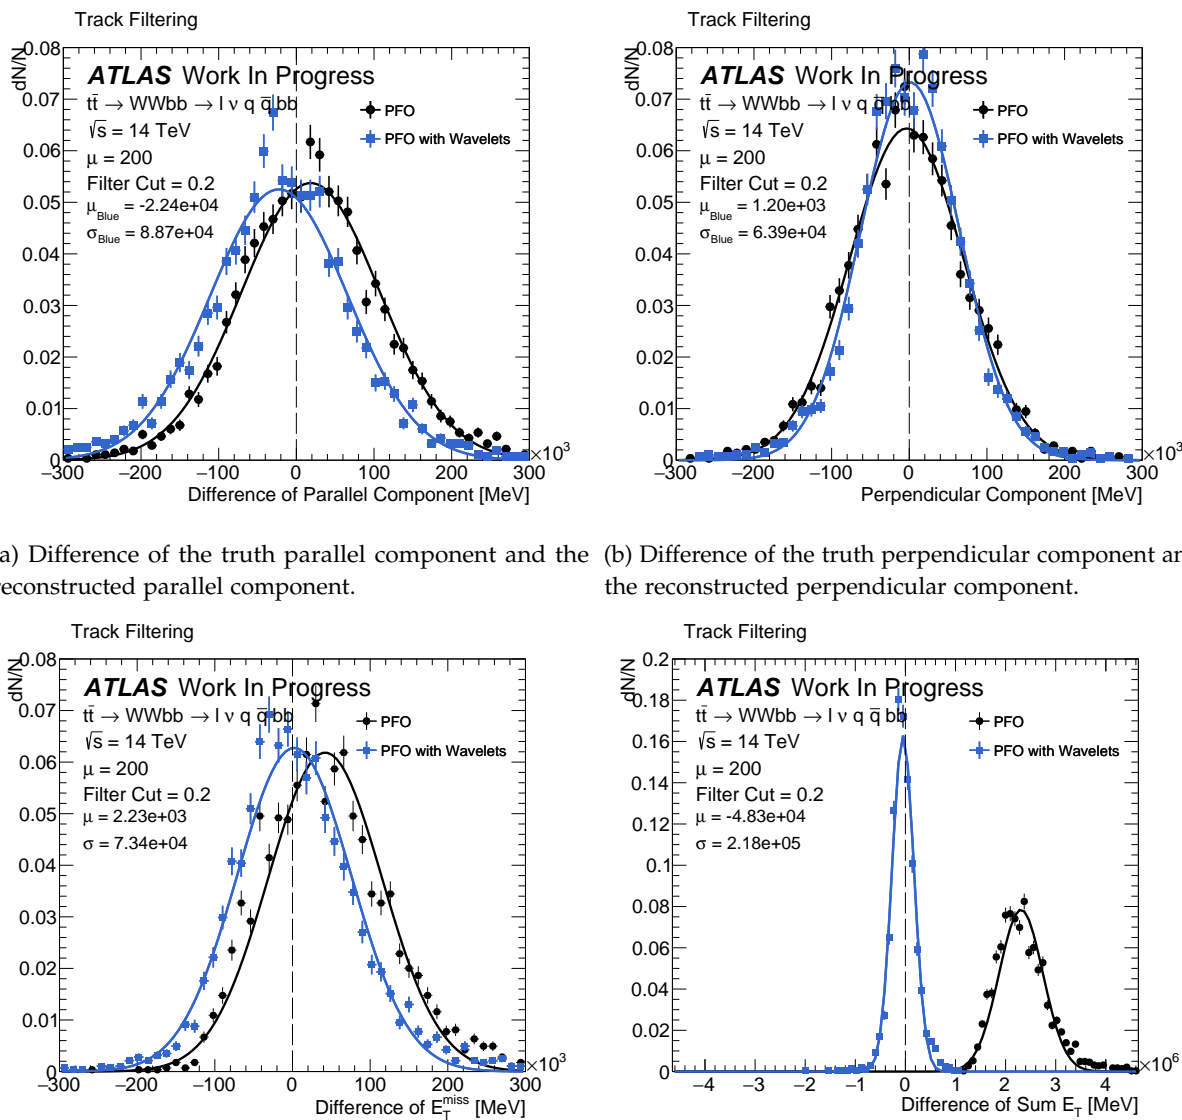 Track Filtering
dN/N
0.08
0.07
0.06
0.05
0.04
0.03
0.02
0.01
0
ATLAS Work In Progress
tt̄ → WWbb → l ν q q̄ bb
√s = 14 TeV
μ = 200
Filter Cut = 0.2
μ_Blue = -2.24e+04
σ_Blue = 8.87e+04
PFO
PFO with Wavelets
−300 −200 −100 0 100 200 300
×10³
Difference of Parallel Component [MeV]
Track Filtering
dN/N
0.08
0.07
0.06
0.05
0.04
0.03
0.02
0.01
0
ATLAS Work In Progress
tt̄ → WWbb → l ν q q̄ bb
√s = 14 TeV
μ = 200
Filter Cut = 0.2
μ_Blue = 1.20e+03
σ_Blue = 6.39e+04
PFO
PFO with Wavelets
−300 −200 −100 0 100 200 300
×10³
Perpendicular Component [MeV]
a) Difference of the truth parallel component and the
reconstructed parallel component.
(b) Difference of the truth perpendicular component an
the reconstructed perpendicular component.
Track Filtering
dN/N
0.08
0.07
0.06
0.05
0.04
0.03
0.02
0.01
0
ATLAS Work In Progress
tt̄ → WWbb → l ν q q̄ bb
√s = 14 TeV
μ = 200
Filter Cut = 0.2
μ = 2.23e+03
σ = 7.34e+04
PFO
PFO with Wavelets
−300 −200 −100 0 100 200 300
×10³
Difference of E_T^miss [MeV]
Track Filtering
dN/N
0.2
0.18
0.16
0.14
0.12
0.1
0.08
0.06
0.04
0.02
0
ATLAS Work In Progress
tt̄ → WWbb → l ν q q̄ bb
√s = 14 TeV
μ = 200
Filter Cut = 0.2
μ = -4.83e+04
σ = 2.18e+05
PFO
PFO with Wavelets
−4 −3 −2 −1 0 1 2 3 4
×10⁶
Difference of Sum E_T [MeV]